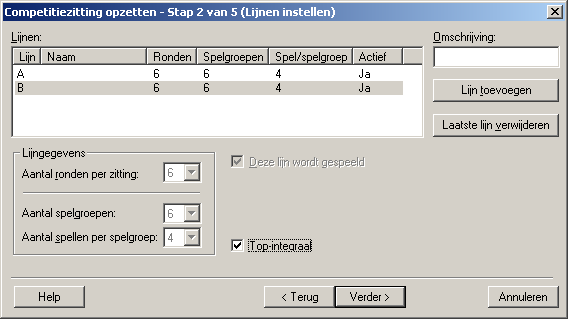 Competitiezitting opzetten - Stap 2 van 5 (Lijnen instellen)
Lijnen: Omschrijving:
Lijn Naam Ronden Spelgroepen Spel/spelgroep Actief
A 6 6 4 Ja
B 6 6 4 Ja
Lijn toevoegen
Laatste lijn verwijderen
Lijngegevens
Aantal ronden per zitting: 6
Deze lijn wordt gespeeld
Aantal spelgroepen: 6
Aantal spellen per spelgroep: 4
Top-integraal
Help < Terug Verder > Annuleren